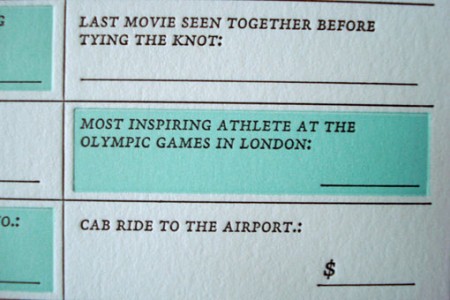 LAST MOVIE SEEN TOGETHER BEFORE
TYING THE KNOT:
MOST INSPIRING ATHLETE AT THE
OLYMPIC GAMES IN LONDON:
O.:
CAB RIDE TO THE AIRPORT.:
$